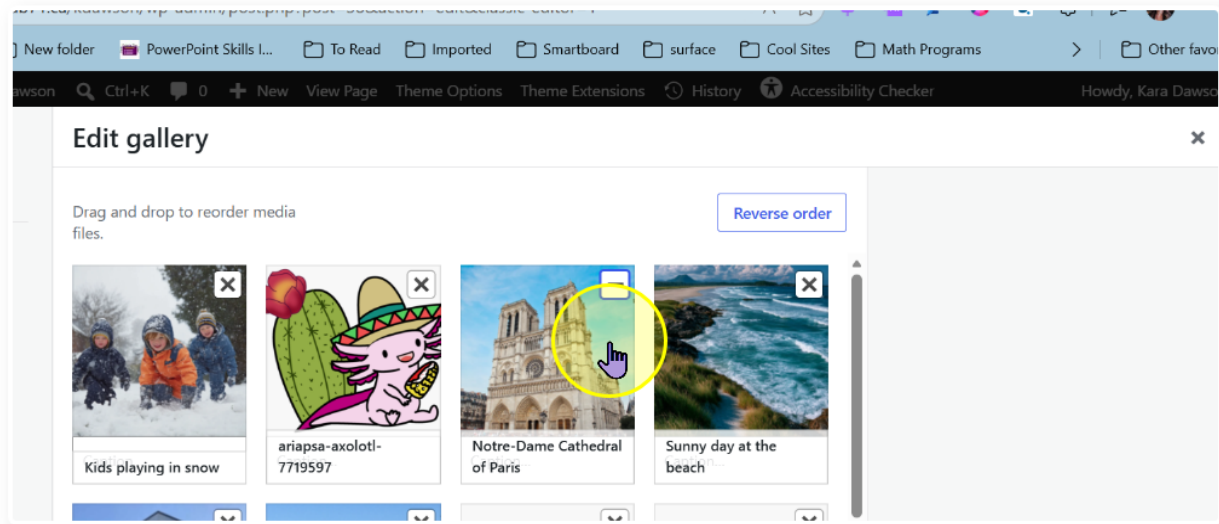 New folder PowerPoint Skills I... To Read Imported Smartboard surface Cool Sites Math Programs > Other favo
awson Ctrl+K 0 New View Page Theme Options Theme Extensions History Accessibility Checker Howdy, Kara Dawso
Edit gallery
Drag and drop to reorder media
files.
Reverse order
Kids playing in snow
ariapsa-axolotl-
7719597
Notre-Dame Cathedral
of Paris
Sunny day at the
beach